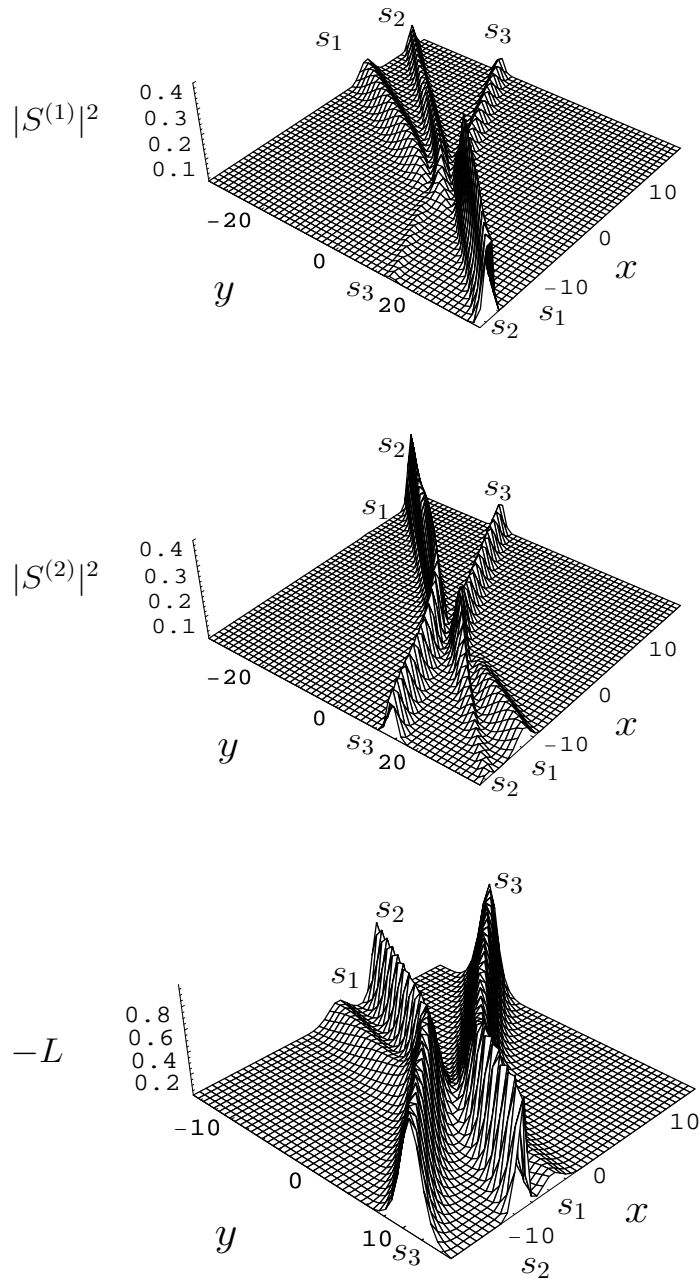 s₁ s₂ s₃
|S⁽¹⁾|²
0.4
0.3
0.2
0.1
-20
0
20
y
s₃
10
0
-10
x
s₁
s₂
s₂
s₁ s₃
|S⁽²⁾|²
0.4
0.3
0.2
0.1
-20
0
20
y
s₃
10
0
-10
x
s₁
s₂
s₃
s₂
s₁
-L
0.8
0.6
0.4
0.2
-10
0
10
y
s₃
10
0
-10
x
s₁
s₂